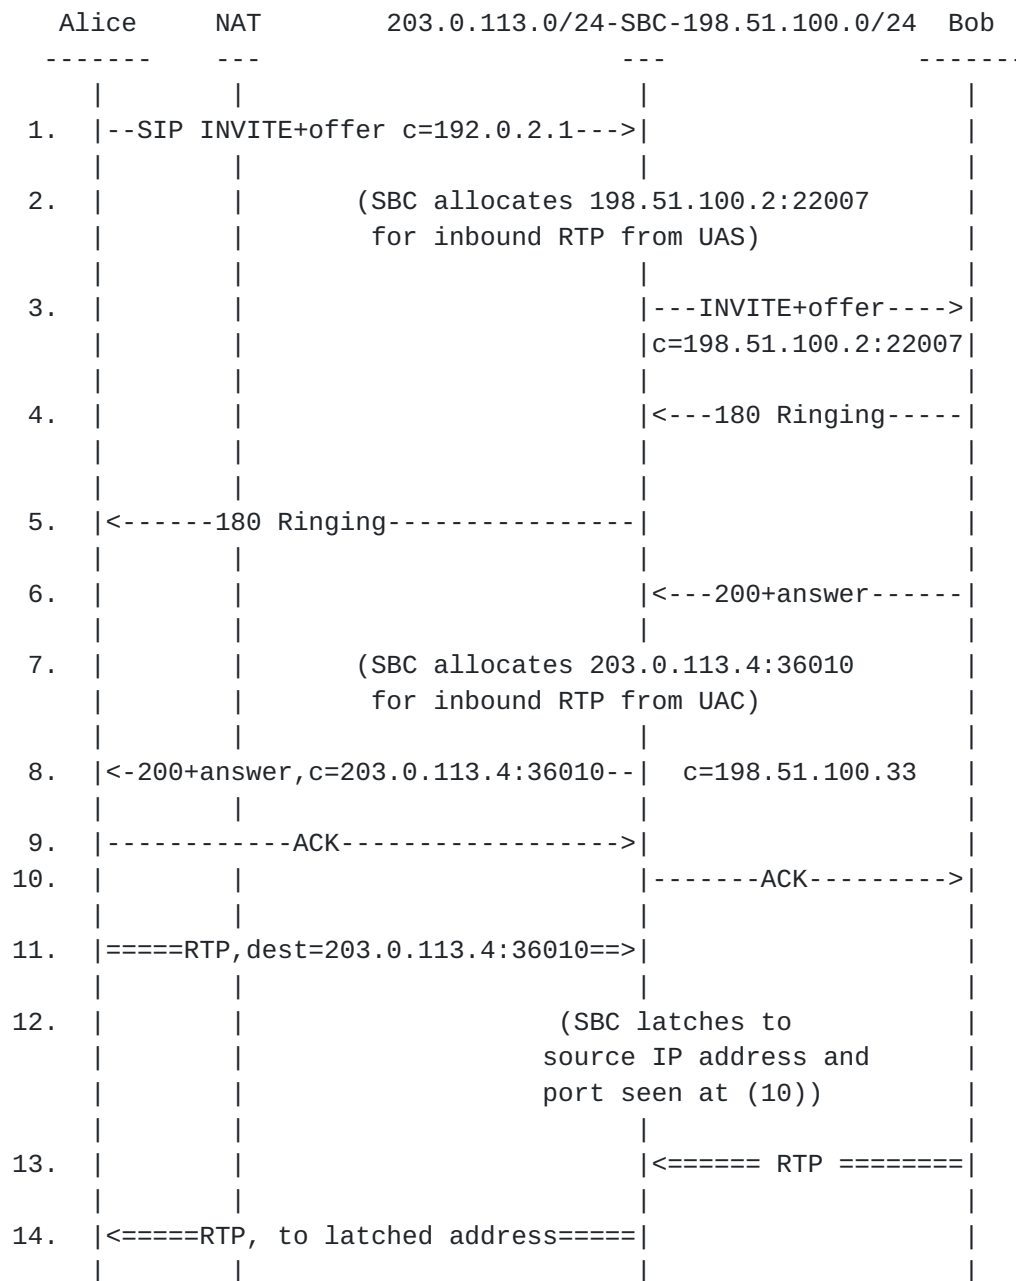 Alice     NAT        203.0.113.0/24-SBC-198.51.100.0/24  Bob
  -------    ---                       ---                -------
     |        |                         |                    |
 1.  |--SIP INVITE+offer c=192.0.2.1--->|                    |
     |        |                         |                    |
 2.  |        |       (SBC allocates 198.51.100.2:22007      |
     |        |        for inbound RTP from UAS)             |
     |        |                         |                    |
 3.  |        |                         |---INVITE+offer---->|
     |        |                         |c=198.51.100.2:22007|
     |        |                         |                    |
 4.  |        |                         |<---180 Ringing-----|
     |        |                         |                    |
     |        |                         |                    |
 5.  |<------180 Ringing----------------|                    |
     |        |                         |                    |
 6.  |        |                         |<---200+answer------|
     |        |                         |                    |
 7.  |        |       (SBC allocates 203.0.113.4:36010       |
     |        |        for inbound RTP from UAC)             |
     |        |                         |                    |
 8.  |<-200+answer,c=203.0.113.4:36010--|  c=198.51.100.33   |
     |        |                         |                    |
 9.  |------------ACK------------------>|                    |
10.  |        |                         |-------ACK--------->|
     |        |                         |                    |
11.  |=====RTP,dest=203.0.113.4:36010==>|                    |
     |        |                         |                    |
12.  |        |                    (SBC latches to           |
     |        |                   source IP address and      |
     |        |                   port seen at (10))         |
     |        |                         |                    |
13.  |        |                         |<====== RTP ========|
     |        |                         |                    |
14.  |<=====RTP, to latched address=====|                    |
     |        |                         |                    |